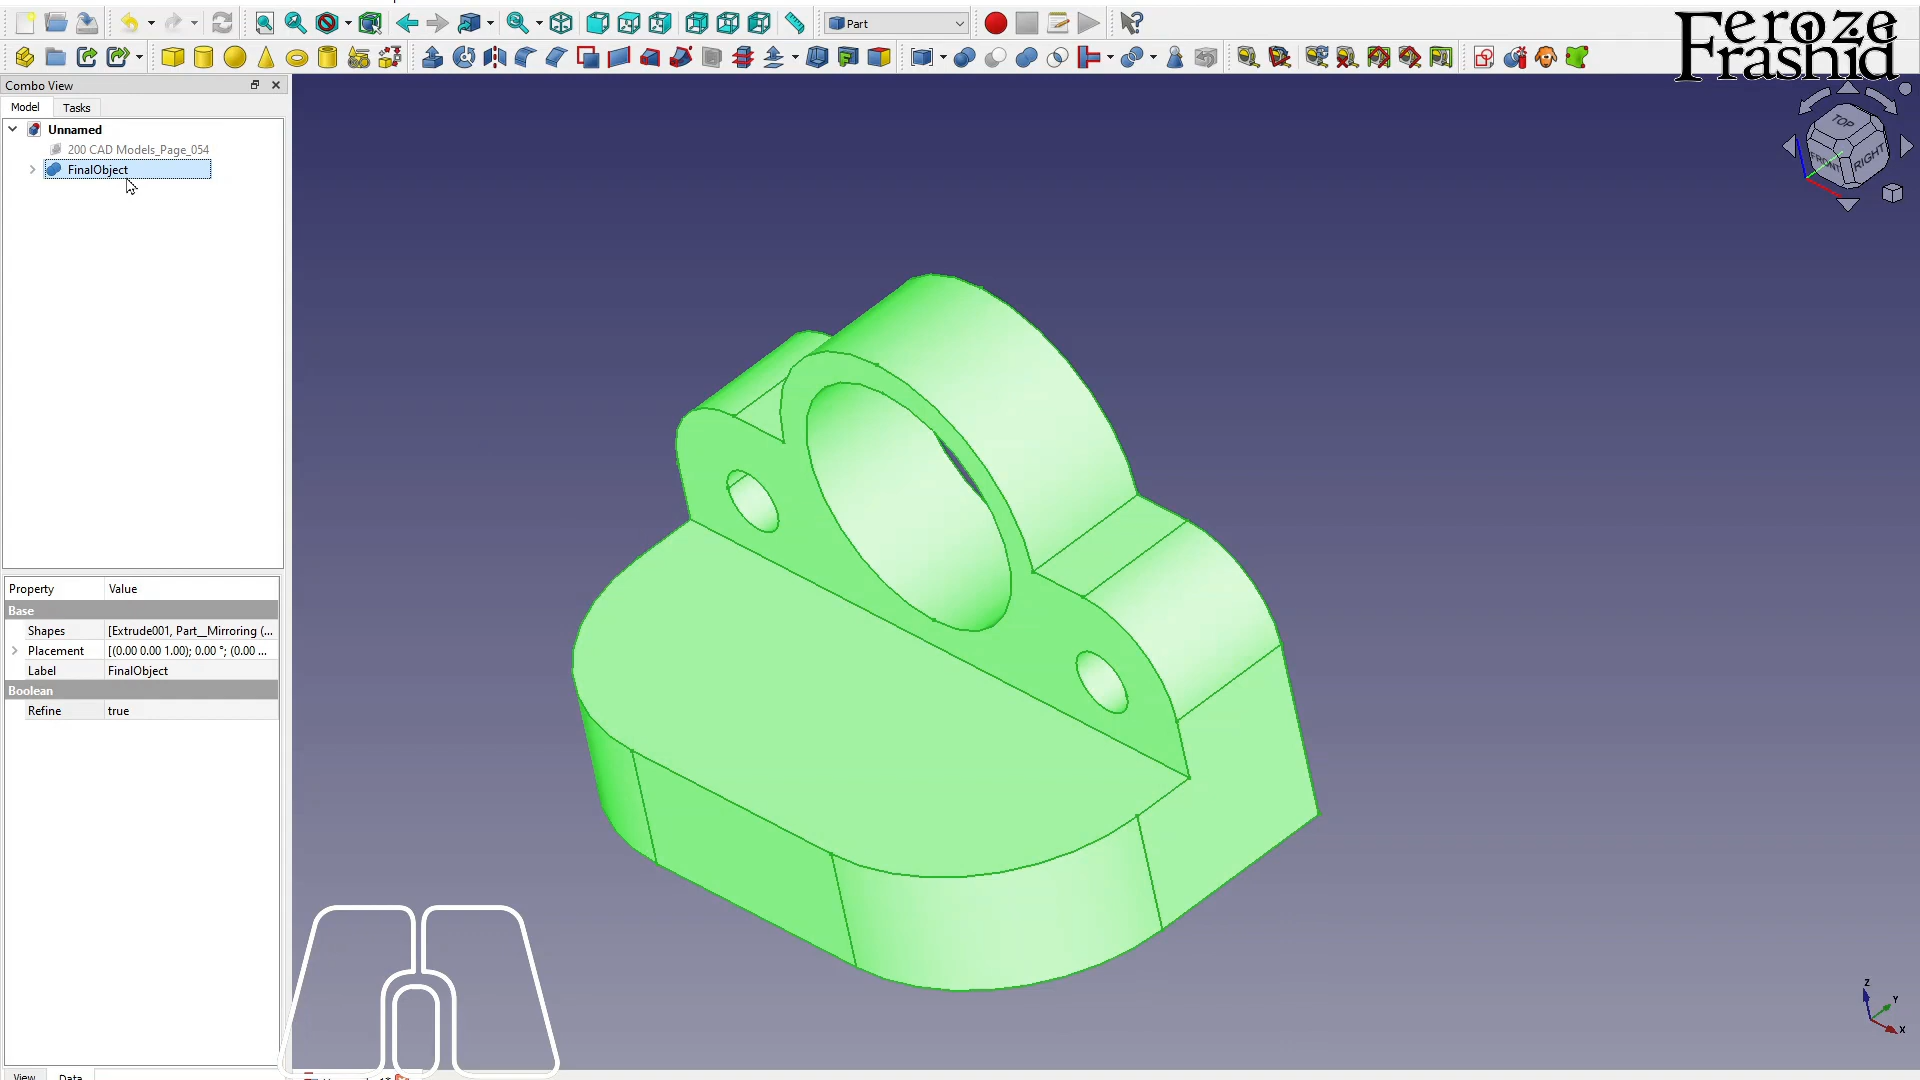 Part
Feroze
Frashid
Combo View
Model
Tasks
Unnamed
200 CAD Models_Page_054
FinalObject
TOP
FRONT
RIGHT
Property
Value
Base
Shapes
[Extrude001, Part__Mirroring (...
Placement
[(0.00 0.00 1.00); 0.00 °; (0.00 ...
Label
FinalObject
Boolean
Refine
true
Z
Y
X
View
Data